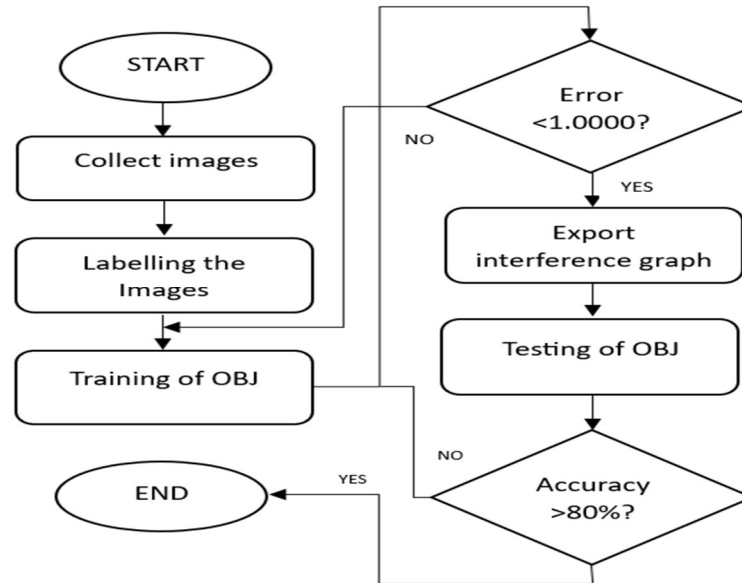 START
Collect images
Labelling the
Images
Training of OBJ
Error
<1.0000?
NO
YES
Export
interference graph
Testing of OBJ
Accuracy
>80%?
NO
YES
END